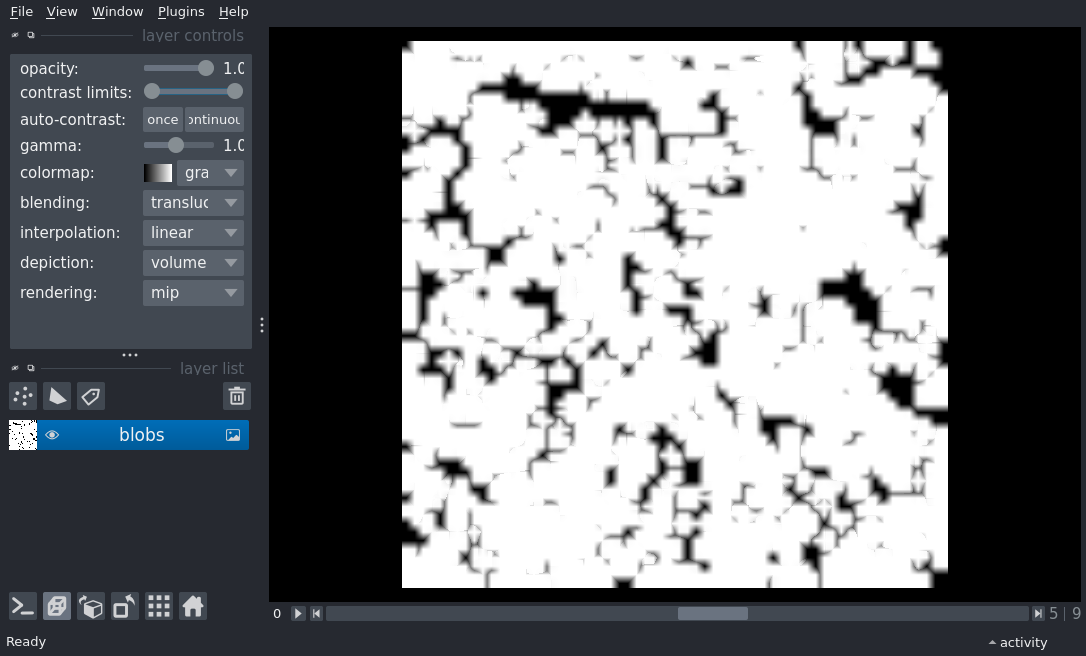 File View Window Plugins Help
layer controls
opacity: 1.0
contrast limits:
auto-contrast: once ontinuou
gamma: 1.0
colormap: gra
blending: transluc
interpolation: linear
depiction: volume
rendering: mip
layer list
blobs
0 5 | 9
Ready activity